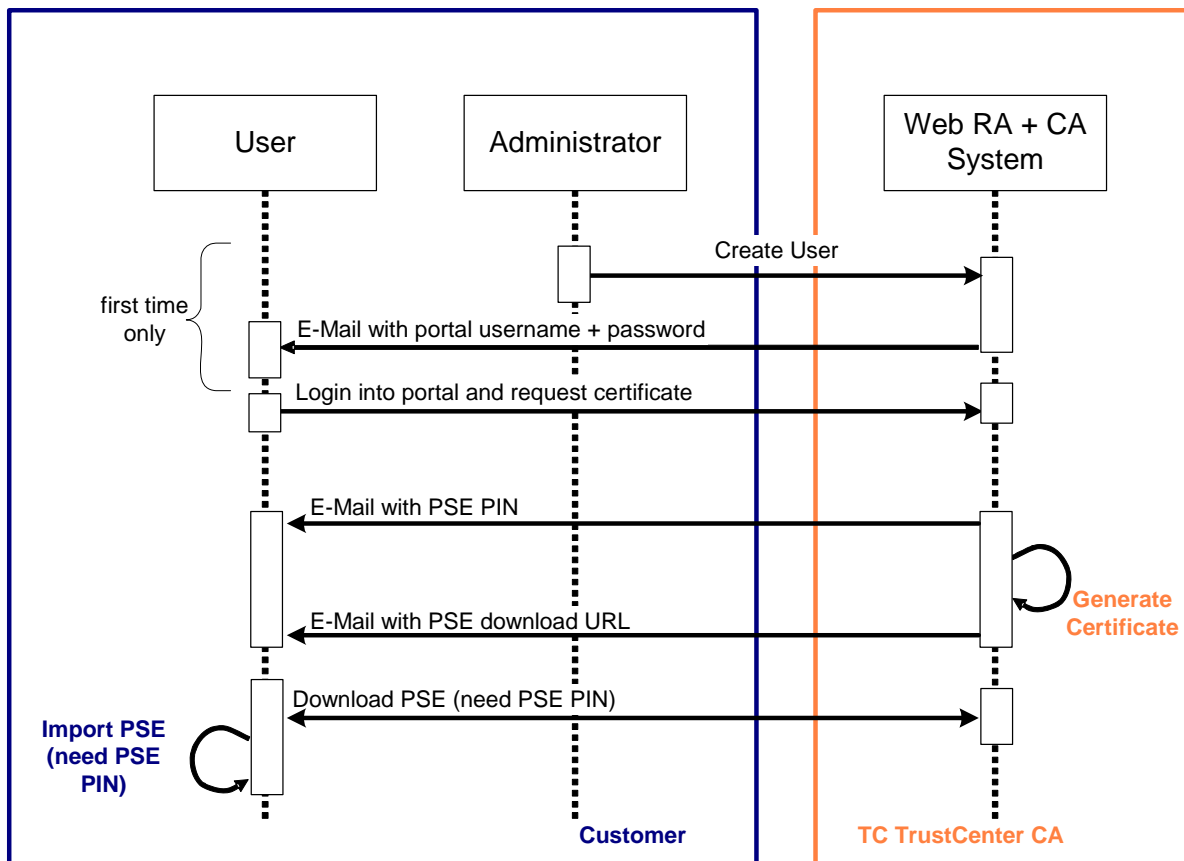 User
Administrator
Web RA + CA
System
Create User
first time
only
E-Mail with portal username + password
Login into portal and request certificate
E-Mail with PSE PIN
Generate
Certificate
E-Mail with PSE download URL
Download PSE (need PSE PIN)
Import PSE
(need PSE
PIN)
Customer
TC TrustCenter CA